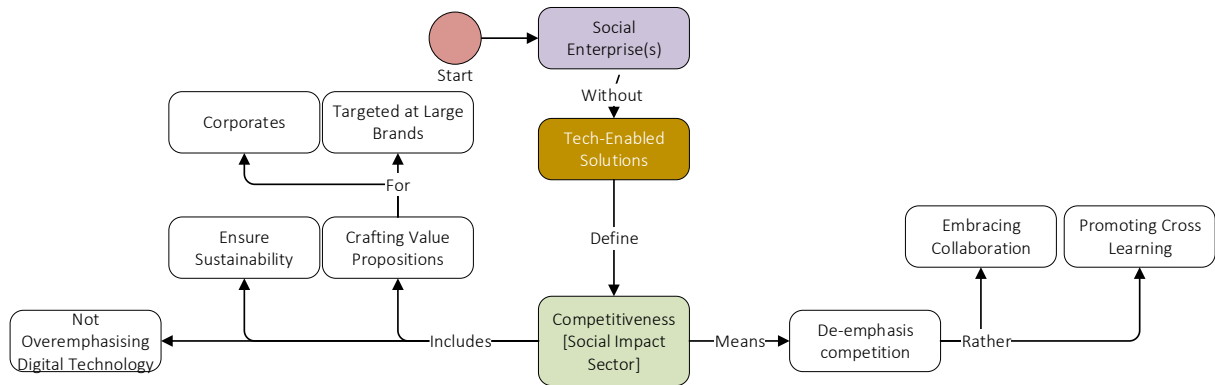 Start
Social
Enterprise(s)
Without
Tech-Enabled
Solutions
Corporates
Targeted at Large
Brands
For
Ensure
Sustainability
Crafting Value
Propositions
Define
Embracing
Collaboration
Promoting Cross
Learning
Not
Overemphasising
Digital Technology
Includes
Competitiveness
[Social Impact
Sector]
Means
De-emphasis
competition
Rather